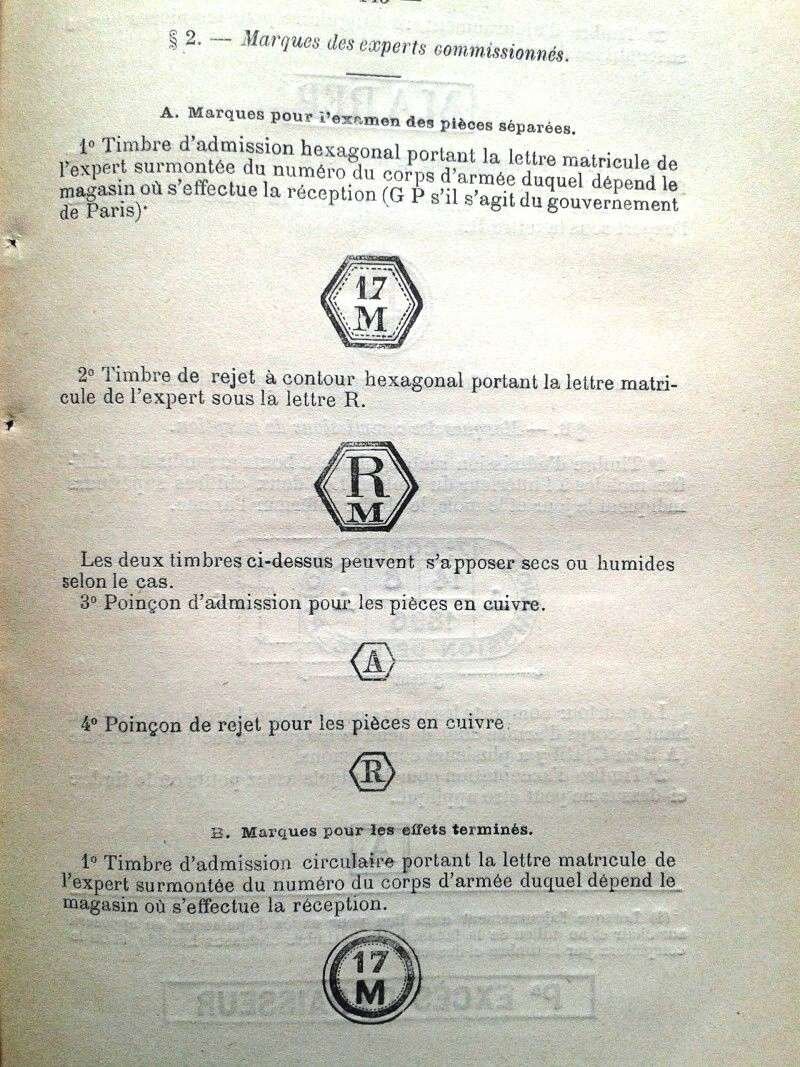 § 2. — Marques des experts commissionnés.
A. Marques pour l'examen des pièces séparées.
1º Timbre d'admission hexagonal portant la lettre matricule de
l'expert surmontée du numéro du corps d'armée duquel dépend le
magasin où s'effectue la réception (G P s'il s'agit du gouvernement
de Paris).
17
M
2º Timbre de rejet à contour hexagonal portant la lettre matri-
cule de l'expert sous la lettre R.
R
M
Les deux timbres ci-dessus peuvent s'apposer secs ou humides
selon le cas.
3º Poinçon d'admission pour les pièces en cuivre.
A
4º Poinçon de rejet pour les pièces en cuivre.
R
B. Marques pour les effets terminés.
1º Timbre d'admission circulaire portant la lettre matricule de
l'expert surmontée du numéro du corps d'armée duquel dépend le
magasin où s'effectue la réception.
17
M